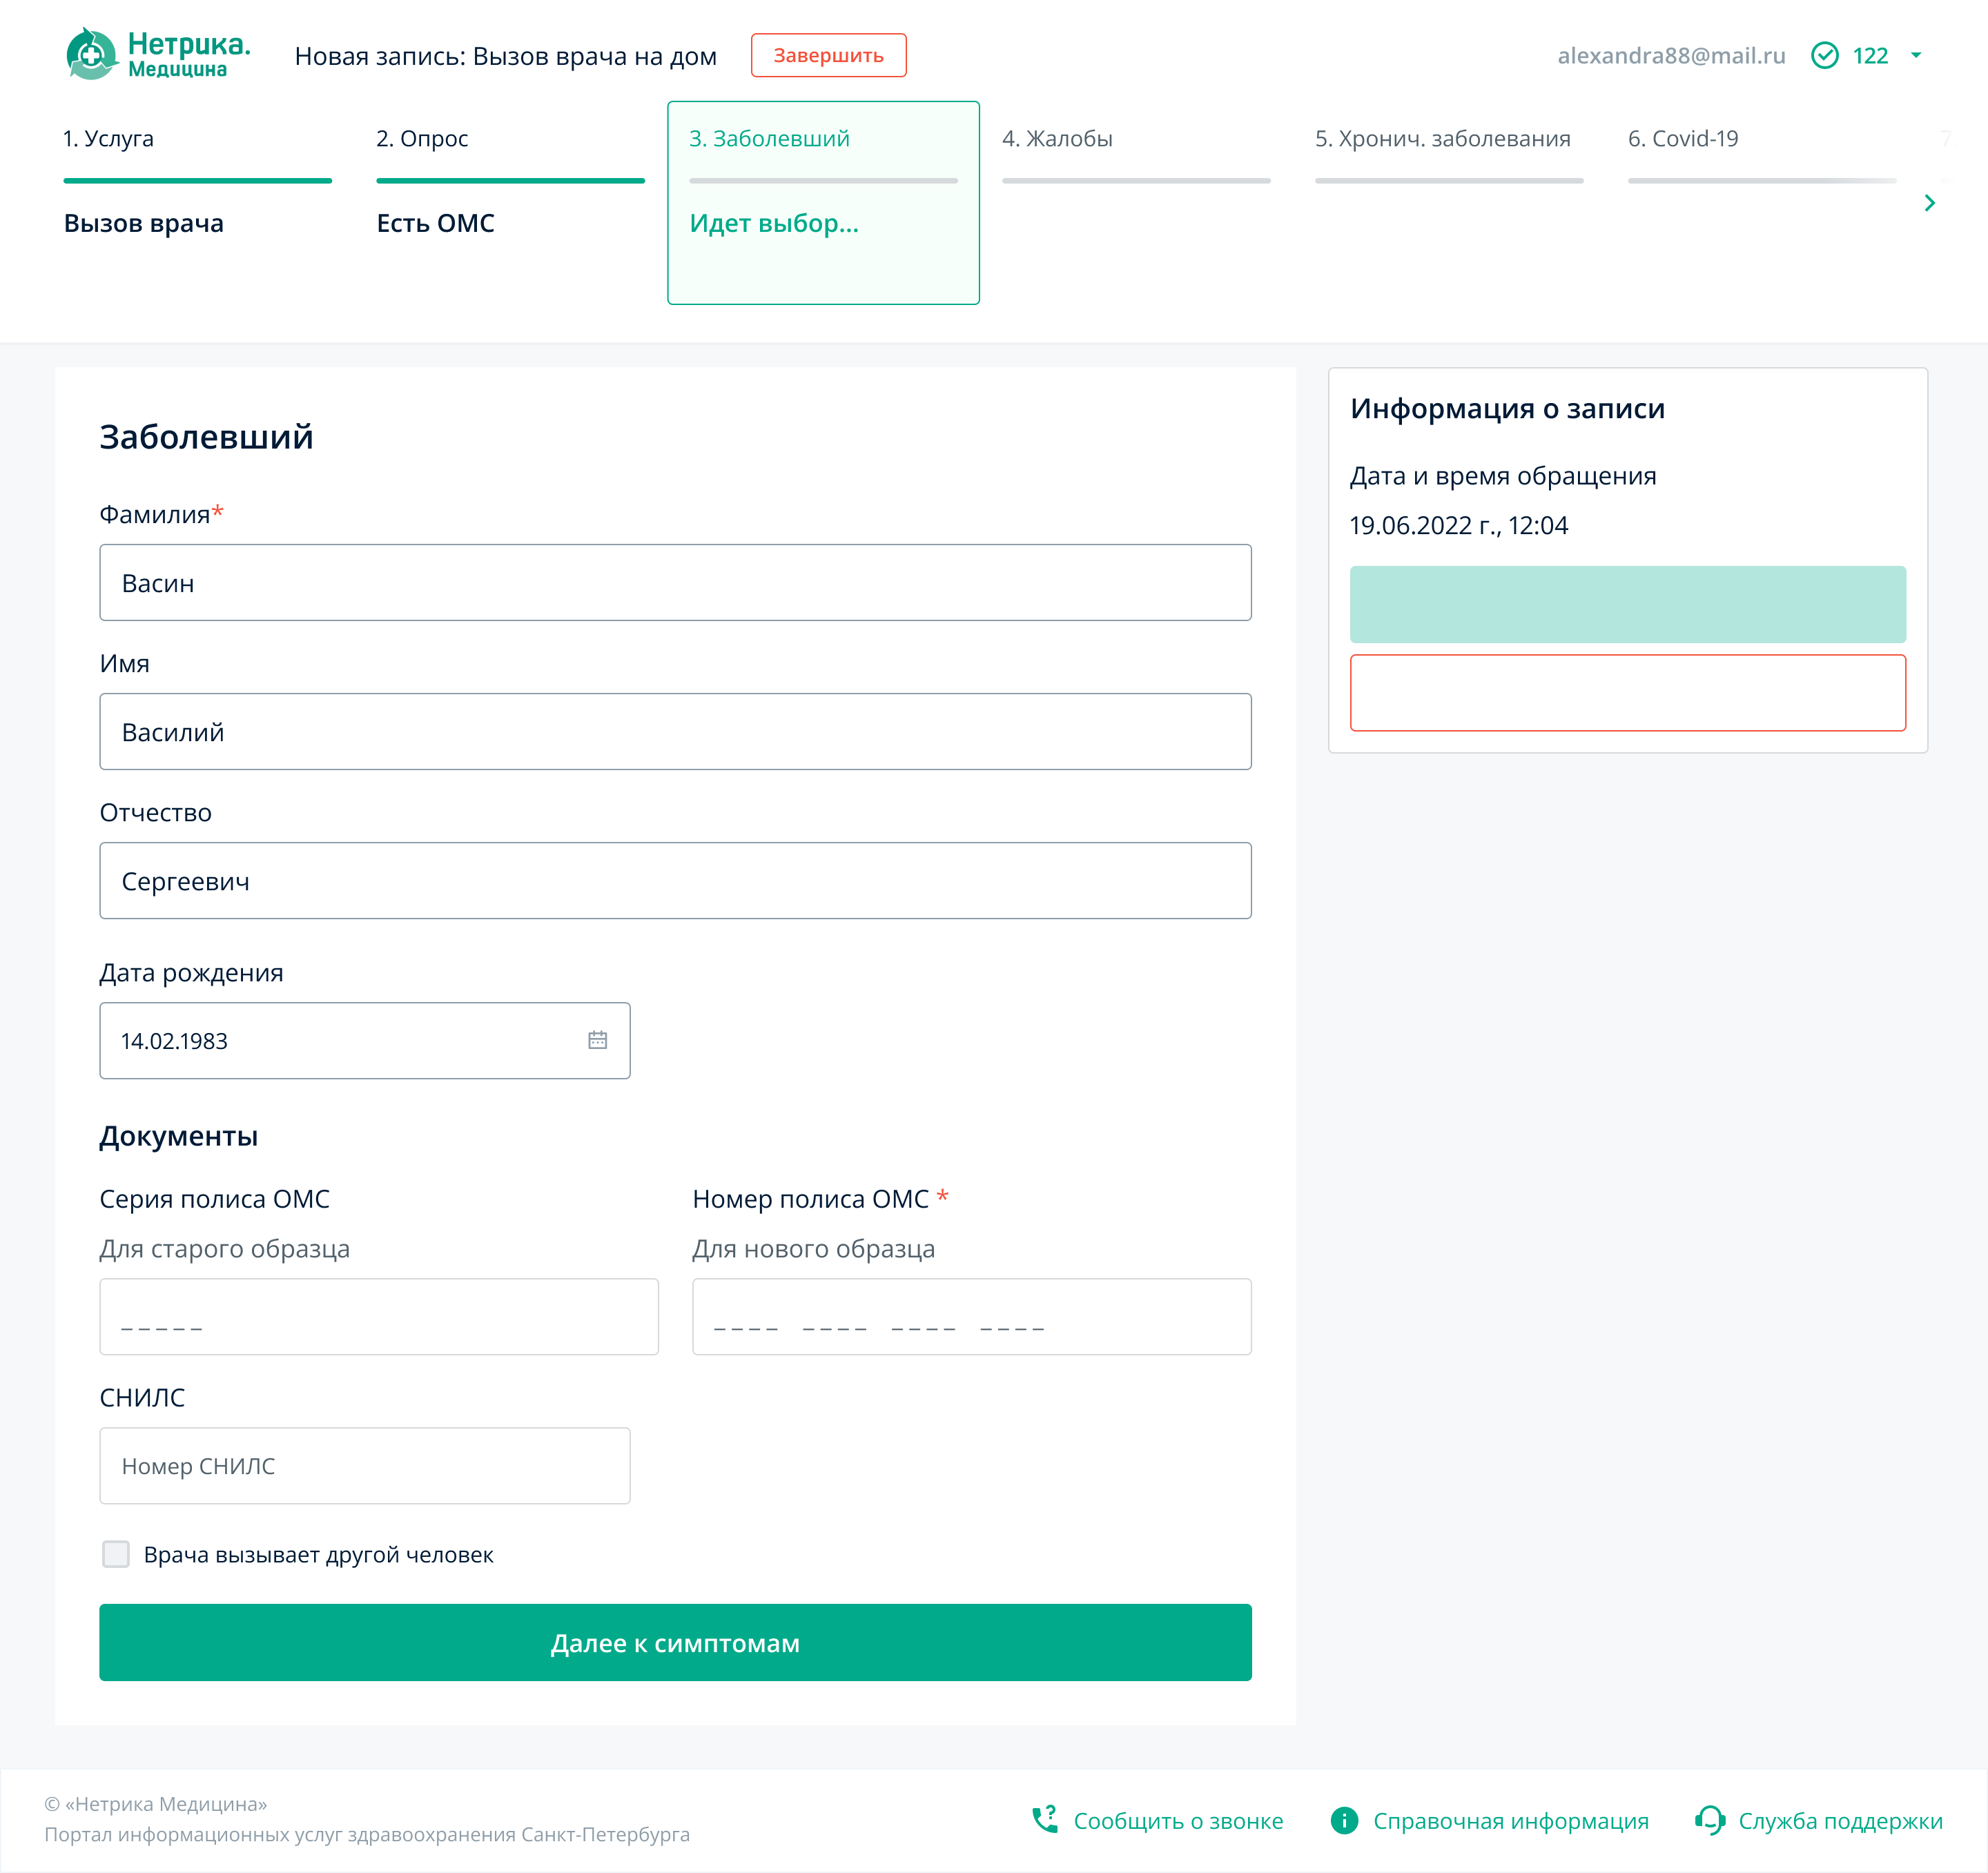 Нетрика.
Медицина
Новая запись: Вызов врача на дом
Завершить
alexandra88@mail.ru
122
1. Услуга
2. Опрос
3. Заболевший
4. Жалобы
5. Хронич. заболевания
6. Covid-19
7
Вызов врача
Есть ОМС
Идет выбор...
Заболевший
Фамилия*
Васин
Имя
Василий
Отчество
Сергеевич
Дата рождения
14.02.1983
Документы
Серия полиса ОМС
Для старого образца
_ _ _ _ _
Номер полиса ОМС *
Для нового образца
_ _ _ _  _ _ _ _  _ _ _ _  _ _ _ _
СНИЛС
Номер СНИЛС
Врача вызывает другой человек
Далее к симптомам
Информация о записи
Дата и время обращения
19.06.2022 г., 12:04
© «Нетрика Медицина»
Портал информационных услуг здравоохранения Санкт-Петербурга
Сообщить о звонке
Справочная информация
Служба поддержки